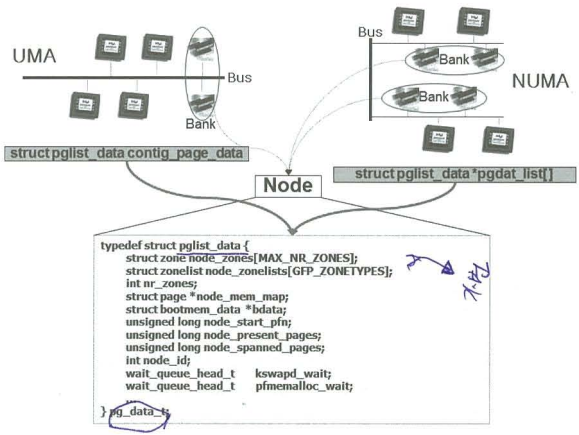 UMA
Bus
Bank
Bus
Bank
Bank
NUMA
struct pglist_data contig_page_data
struct pglist_data *pgdat_list[]
Node
typedef struct pglist_data {
struct zone node_zones[MAX_NR_ZONES];
struct zonelist node_zonelists[GFP_ZONETYPES];
int nr_zones;
struct page *node_mem_map;
struct bootmem_data *bdata;
unsigned long node_start_pfn;
unsigned long node_present_pages;
unsigned long node_spanned_pages;
int node_id;
wait_queue_head_t kswapd_wait;
wait_queue_head_t pfmemalloc_wait;
...
} pg_data_t;